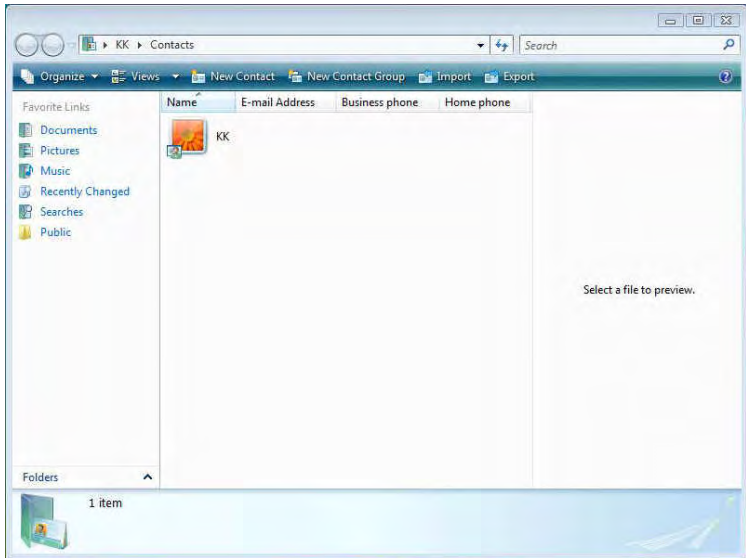 KK ▸ Contacts
Search
Organize Views New Contact New Contact Group Import Export
Favorite Links
Documents
Pictures
Music
Recently Changed
Searches
Public
Folders
Name E-mail Address Business phone Home phone
KK
Select a file to preview.
1 item